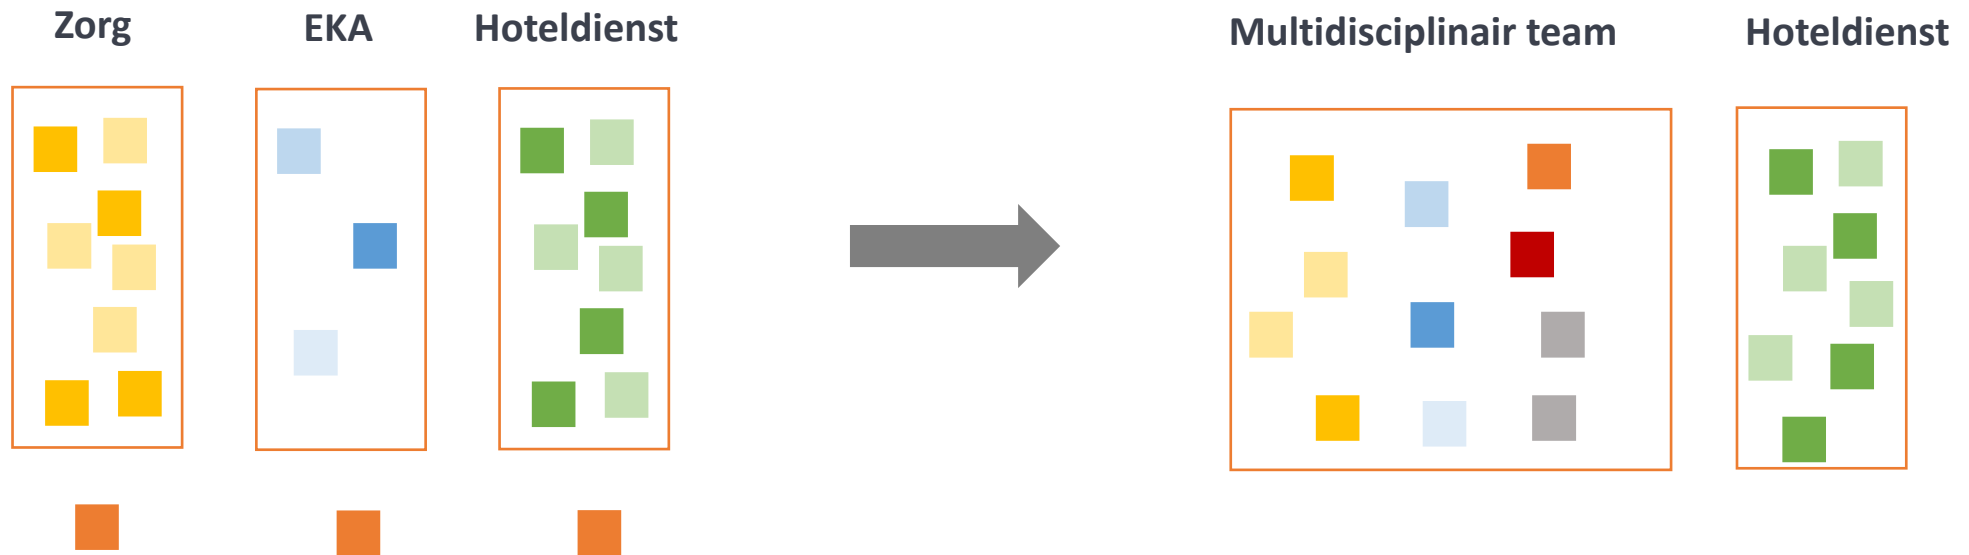 Zorg
EKA
Hoteldienst
Multidisciplinair team
Hoteldienst